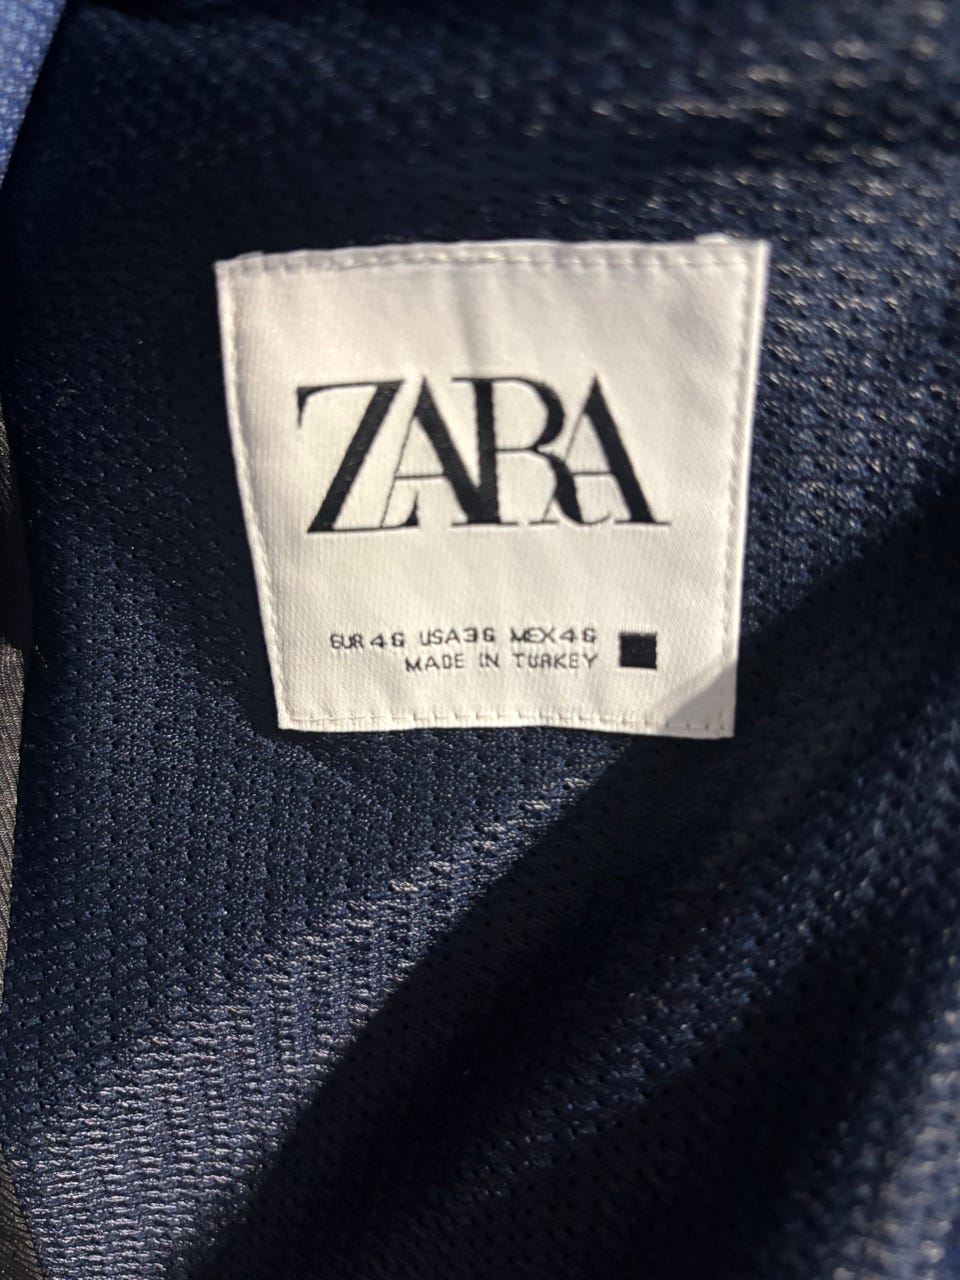 ZARA
EUR 46 USA 36 MEX 46
MADE IN TURKEY